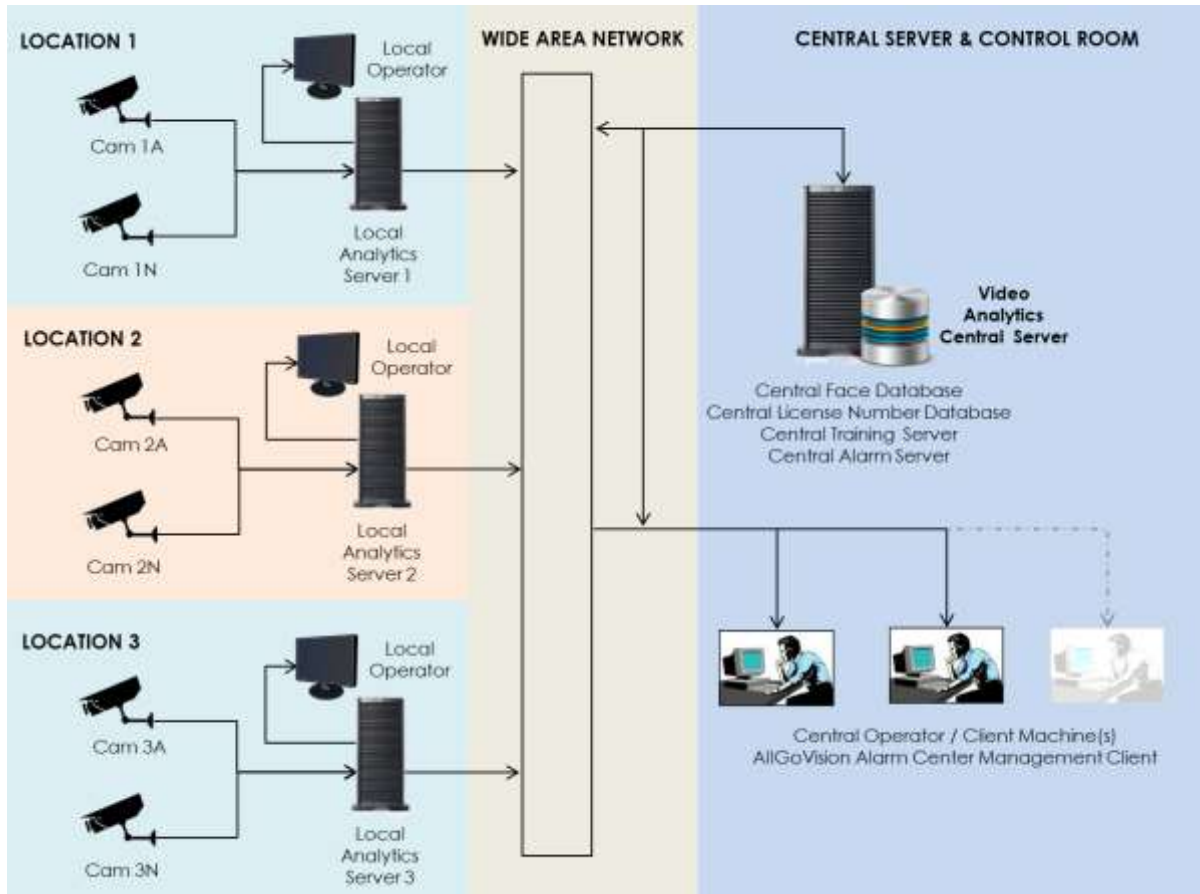 LOCATION 1
Local
Operator
Cam 1A
Cam 1N
Local
Analytics
Server 1
LOCATION 2
Local
Operator
Cam 2A
Cam 2N
Local
Analytics
Server 2
LOCATION 3
Local
Operator
Cam 3A
Cam 3N
Local
Analytics
Server 3
WIDE AREA NETWORK
CENTRAL SERVER & CONTROL ROOM
Video
Analytics
Central Server
Central Face Database
Central License Number Database
Central Training Server
Central Alarm Server
Central Operator / Client Machine(s)
AllGoVision Alarm Center Management Client